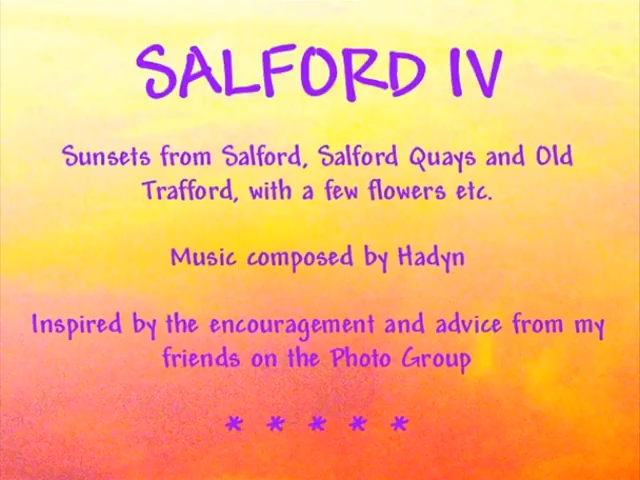 SALFORD IV
Sunsets from Salford, Salford Quays and Old
Trafford, with a few flowers etc.
Music composed by Hadyn
Inspired by the encouragement and advice from my
friends on the Photo Group
* * * * *